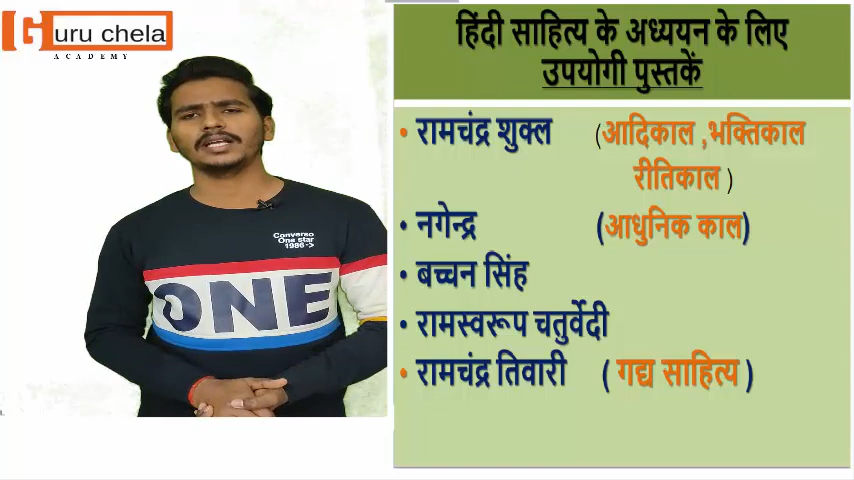 Guru chela
ACADEMY
हिंदी साहित्य के अध्ययन के लिए
उपयोगी पुस्तकें
• रामचंद्र शुक्ल (आदिकाल ,भक्तिकाल
रीतिकाल )
• नगेन्द्र (आधुनिक काल)
• बच्चन सिंह
• रामस्वरूप चतुर्वेदी
• रामचंद्र तिवारी ( गद्य साहित्य )
Converso
One star
1986->
ONE